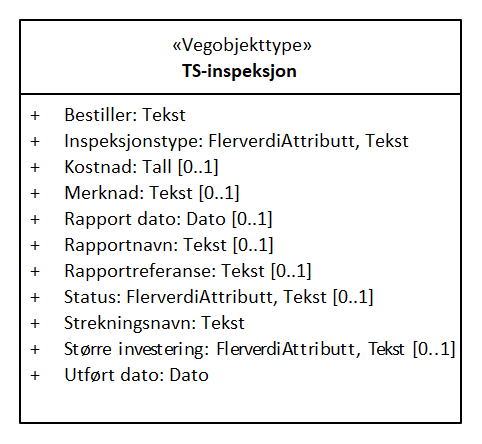 «Vegobjekttype»
TS-inspeksjon
+ Bestiller: Tekst
+ Inspeksjonstype: FlerverdiAttributt, Tekst
+ Kostnad: Tall [0..1]
+ Merknad: Tekst [0..1]
+ Rapport dato: Dato [0..1]
+ Rapportnavn: Tekst [0..1]
+ Rapportreferanse: Tekst [0..1]
+ Status: FlerverdiAttributt, Tekst [0..1]
+ Strekningsnavn: Tekst
+ Større investering: FlerverdiAttributt, Tekst [0..1]
+ Utført dato: Dato